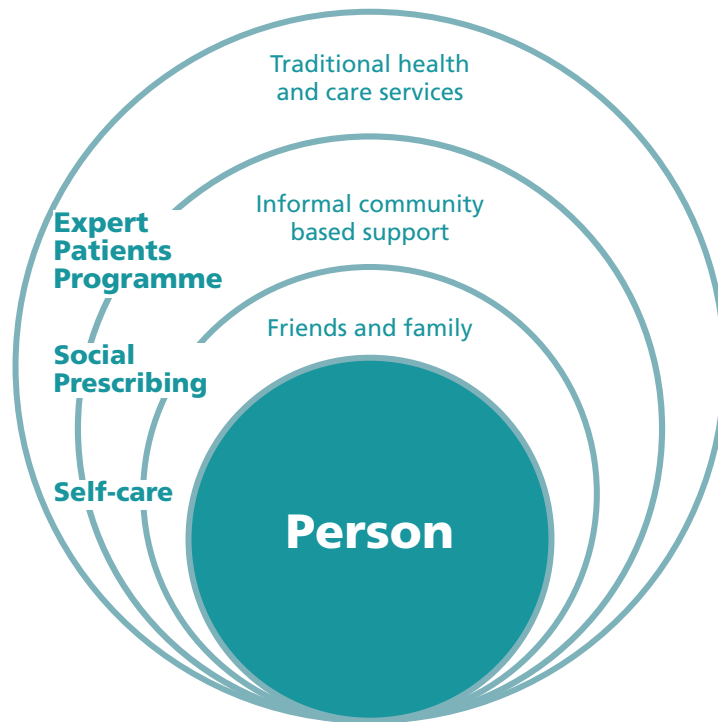 Traditional health
and care services
Informal community
based support
Expert
Patients
Programme
Friends and family
Social
Prescribing
Self-care
Person